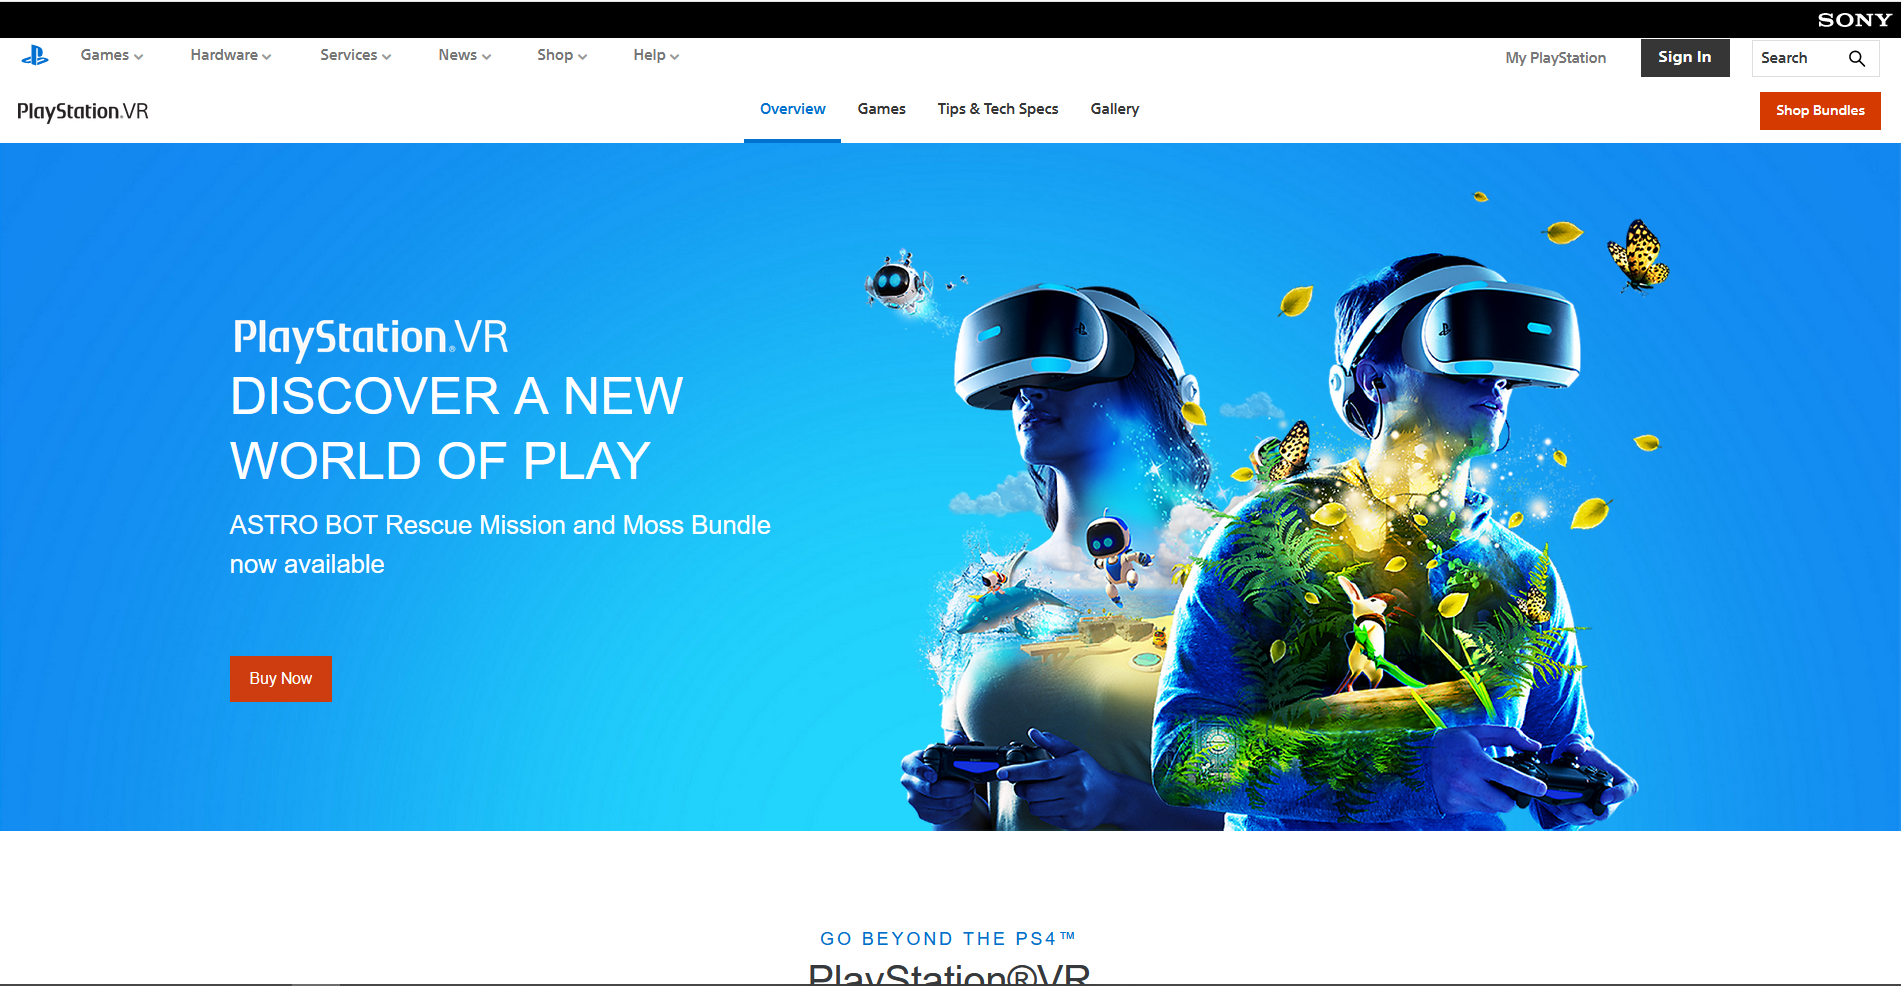 SONY
Games
Hardware
Services
News
Shop
Help
My PlayStation
Sign In
Search
PlayStation®VR
Overview
Games
Tips & Tech Specs
Gallery
Shop Bundles
PlayStation®VR
DISCOVER A NEW
WORLD OF PLAY
ASTRO BOT Rescue Mission and Moss Bundle
now available
Buy Now
GO BEYOND THE PS4™
PlayStation®VR